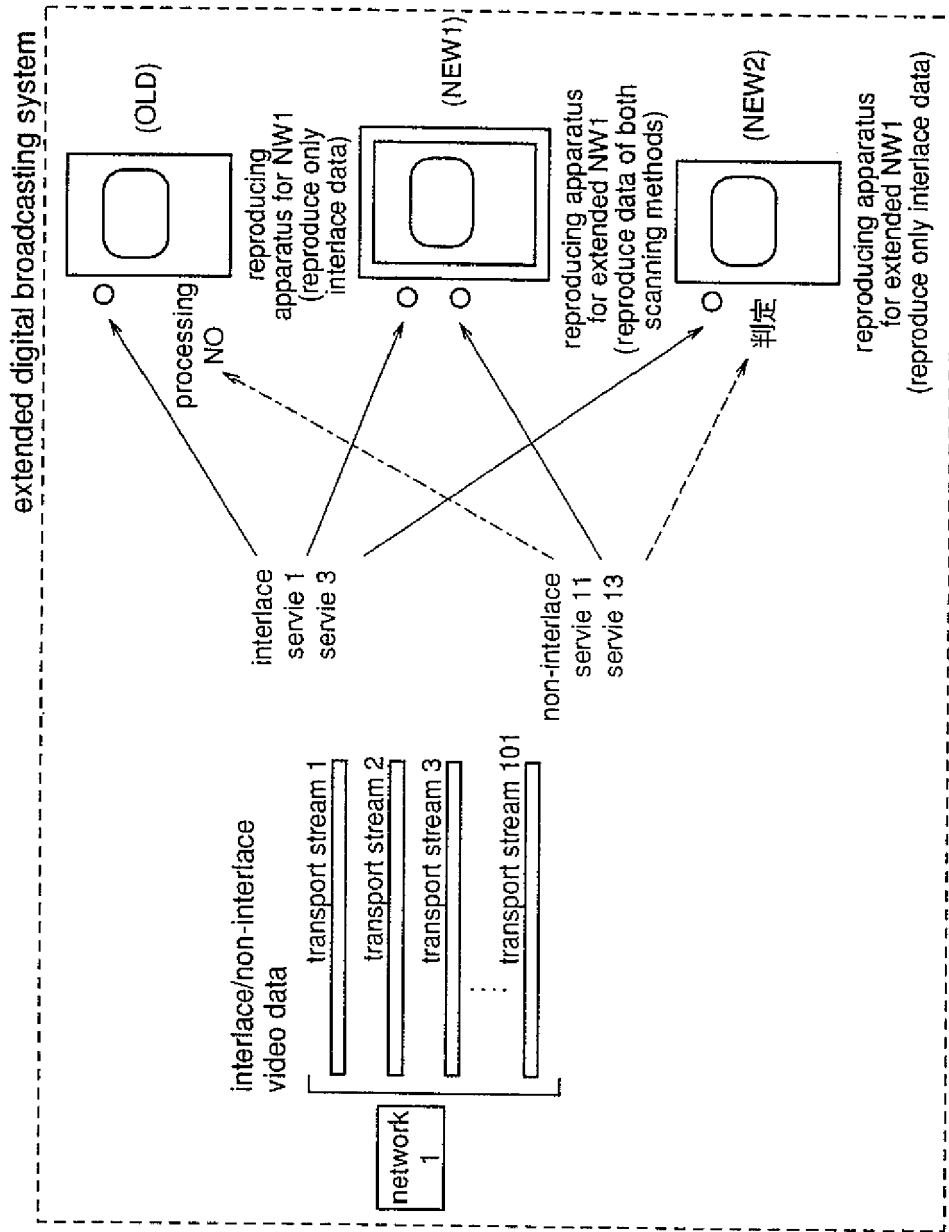 extended digital broadcasting system
network
1
interlace/non-interlace
video data
transport stream 1
transport stream 2
transport stream 3
transport stream 101
interlace
servie 1
servie 3
non-interlace
servie 11
servie 13
processing
NO
(OLD)
reproducing
apparatus for NW1
(reproduce only
interlace data)
(NEW1)
reproducing apparatus
for extended NW1
(reproduce data of both
scanning methods)
判定
(NEW2)
reproducing apparatus
for extended NW1
(reproduce only interlace data)